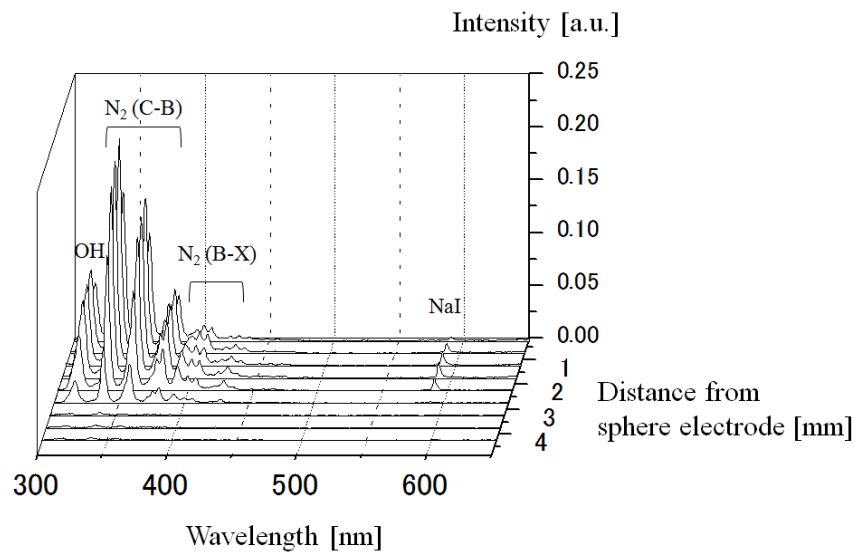 Intensity [a.u.]
0.25
N₂ (C-B)
0.20
0.15
0.10
OH
N₂ (B-X)
0.05
NaI
0.00
1
2
Distance from
3
sphere electrode [mm]
4
300
400
500
600
Wavelength [nm]